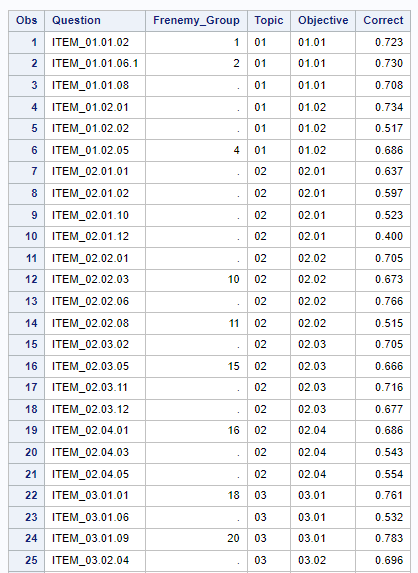 Obs Question Frenemy_Group Topic Objective Correct
1 ITEM_01.01.02 1 01 01.01 0.723
2 ITEM_01.01.06.1 2 01 01.01 0.730
3 ITEM_01.01.08 . 01 01.01 0.708
4 ITEM_01.02.01 . 01 01.02 0.734
5 ITEM_01.02.02 . 01 01.02 0.517
6 ITEM_01.02.05 4 01 01.02 0.686
7 ITEM_02.01.01 . 02 02.01 0.637
8 ITEM_02.01.02 . 02 02.01 0.597
9 ITEM_02.01.10 . 02 02.01 0.523
10 ITEM_02.01.12 . 02 02.01 0.400
11 ITEM_02.02.01 . 02 02.02 0.705
12 ITEM_02.02.03 10 02 02.02 0.673
13 ITEM_02.02.06 . 02 02.02 0.766
14 ITEM_02.02.08 11 02 02.02 0.515
15 ITEM_02.03.02 . 02 02.03 0.705
16 ITEM_02.03.05 15 02 02.03 0.666
17 ITEM_02.03.11 . 02 02.03 0.716
18 ITEM_02.03.12 . 02 02.03 0.677
19 ITEM_02.04.01 16 02 02.04 0.686
20 ITEM_02.04.03 . 02 02.04 0.543
21 ITEM_02.04.05 . 02 02.04 0.554
22 ITEM_03.01.01 18 03 03.01 0.761
23 ITEM_03.01.06 . 03 03.01 0.532
24 ITEM_03.01.09 20 03 03.01 0.783
25 ITEM_03.02.04 . 03 03.02 0.696